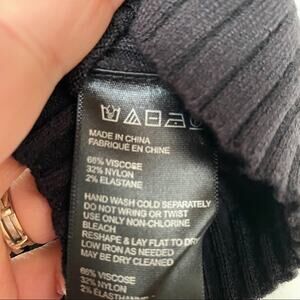 MADE IN CHINA
FABRIQUÉ EN CHINE
66% VISCOSE
32% NYLON
2% ELASTANE
HAND WASH COLD SEPARATELY
DO NOT WRING OR TWIST
USE ONLY NON-CHLORINE
BLEACH
RESHAPE & LAY FLAT TO DRY
LOW IRON AS NEEDED
MAY BE DRY CLEANED
66% VISCOSE
32% NYLON